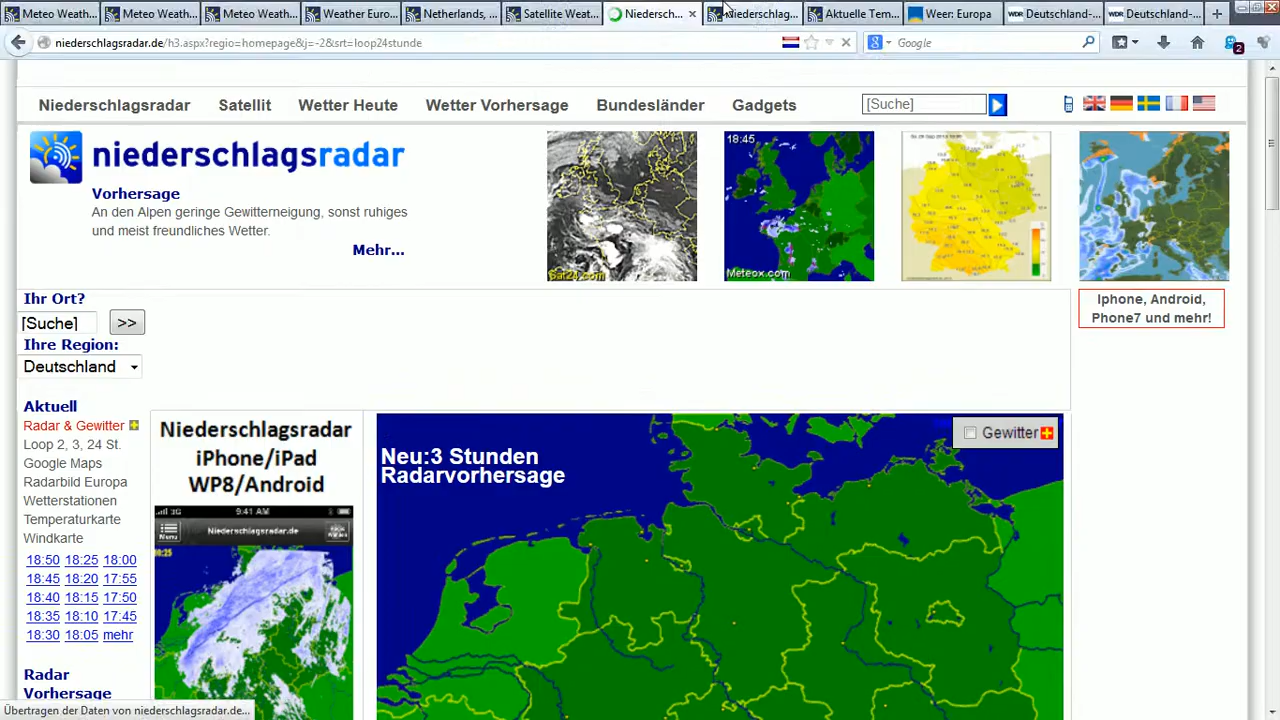 Meteo Weath...
Meteo Weath...
Meteo Weath...
Weather Euro...
Netherlands, ...
Satellite Weat...
Niedersch...
Niederschlag...
Aktuelle Tem...
Weer: Europa
WDR Deutschland-...
WDR Deutschland-...
niederschlagsradar.de/h3.aspx?regio=homepage&j=-2&srt=loop24stunde
Google
2
Niederschlagsradar Satellit Wetter Heute Wetter Vorhersage Bundesländer Gadgets [Suche]
niederschlagsradar
Vorhersage
An den Alpen geringe Gewitterneigung, sonst ruhiges
und meist freundliches Wetter.
Mehr...
Sat24.com
18:45
Meteox.com
Iphone, Android,
Phone7 und mehr!
Ihr Ort?
[Suche] >>
Ihre Region:
Deutschland
Aktuell
Radar & Gewitter
Loop 2, 3, 24 St.
Google Maps
Radarbild Europa
Wetterstationen
Temperaturkarte
Windkarte
18:50 18:25 18:00
18:45 18:20 17:55
18:40 18:15 17:50
18:35 18:10 17:45
18:30 18:05 mehr
Radar
Vorhersage
Niederschlagsradar
iPhone/iPad
WP8/Android
3G 9:41 AM
Menu Niederschlagsradar.de
Neu:3 Stunden
Radarvorhersage
Gewitter
Übertragen der Daten von niederschlagsradar.de...